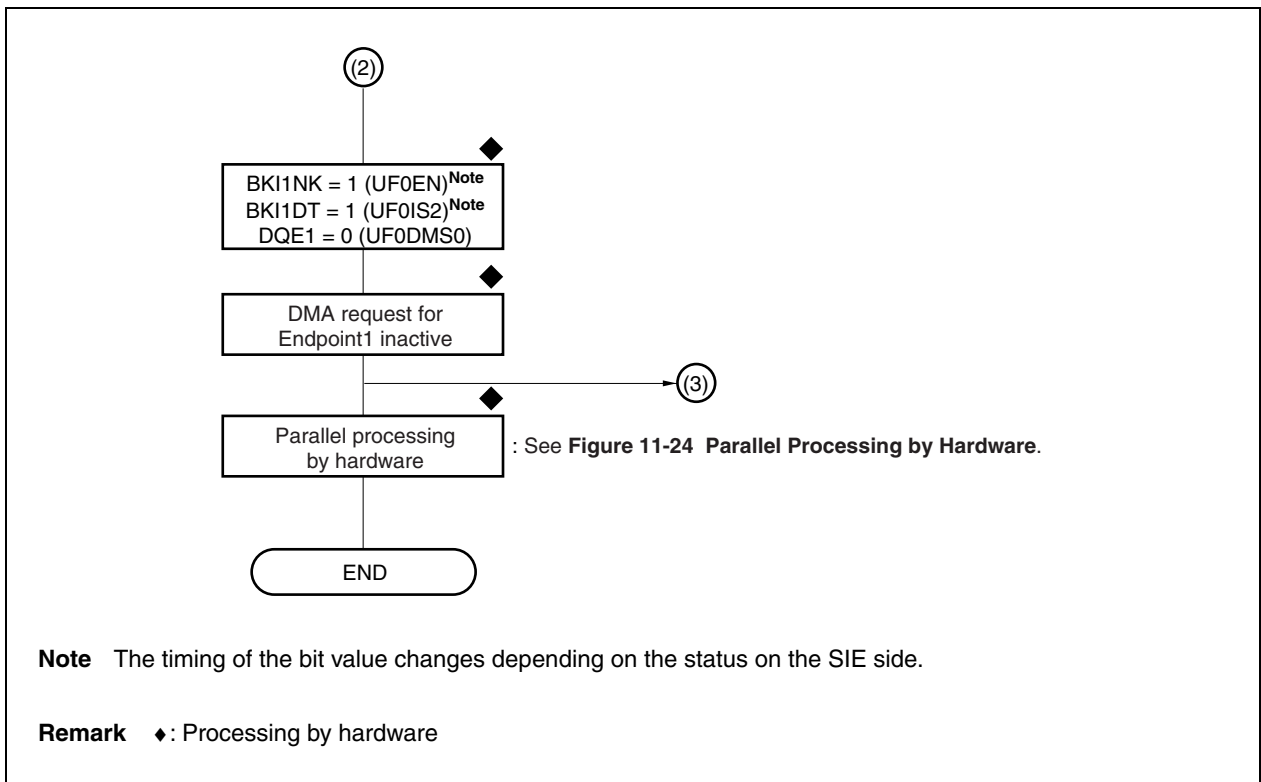 (2)
BKI1NK = 1 (UF0EN)Note
BKI1DT = 1 (UF0IS2)Note
DQE1 = 0 (UF0DMS0)
DMA request for
Endpoint1 inactive
(3)
Parallel processing
by hardware
: See Figure 11-24 Parallel Processing by Hardware.
END
Note The timing of the bit value changes depending on the status on the SIE side.
Remark ♦: Processing by hardware